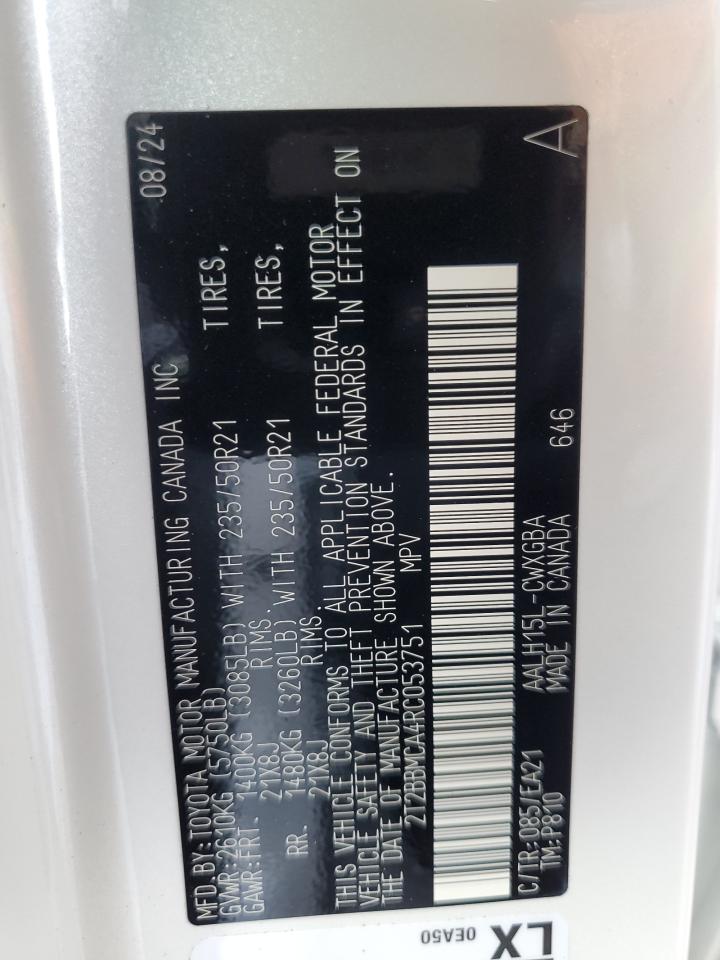 MFD.BY:TOYOTA MOTOR MANUFACTURING CANADA INC 08/24
GVWR:2610KG (5750LB)
GAWR:FRT. 1400KG (3085LB) WITH 235/50R21 TIRES,
21X8J RIMS.
RR. 1480KG (3260LB) WITH 235/50R21 TIRES,
21X8J RIMS.
THIS VEHICLE CONFORMS TO ALL APPLICABLE FEDERAL MOTOR
VEHICLE SAFETY AND THEFT PREVENTION STANDARDS IN EFFECT ON
THE DATE OF MANUFACTURE SHOWN ABOVE.
2T2BBMCA4RC053751 MPV
C/TR:085/EA21 AALH15L-CWXGBA
TM:P810 MADE IN CANADA 646 A
LX
0EA50